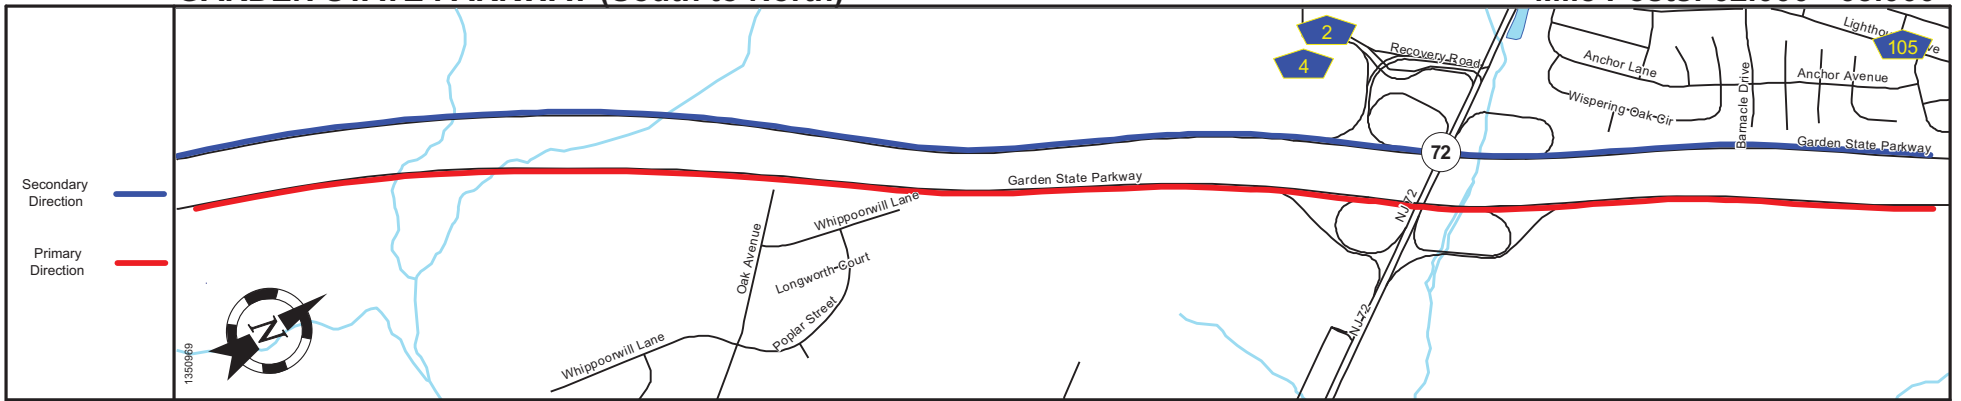 Secondary
Direction
Primary
Direction
2
4
Recovery Road
105
Anchor Lane
Anchor Avenue
Wispering Oak Cir
Barnacle Drive
Garden State Parkway
72
Garden State Parkway
NJ 72
Whippoorwill Lane
Oak Avenue
Longworth Court
Poplar Street
Whippoorwill Lane
NJ 72
N
1350969